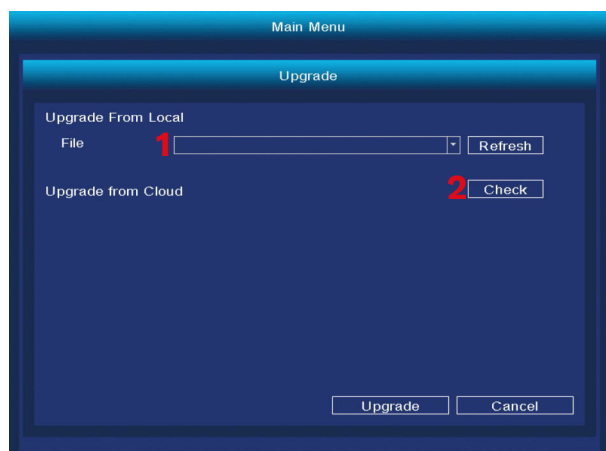 Main Menu
Upgrade
Upgrade From Local
File 1 Refresh
Upgrade from Cloud 2 Check
Upgrade Cancel